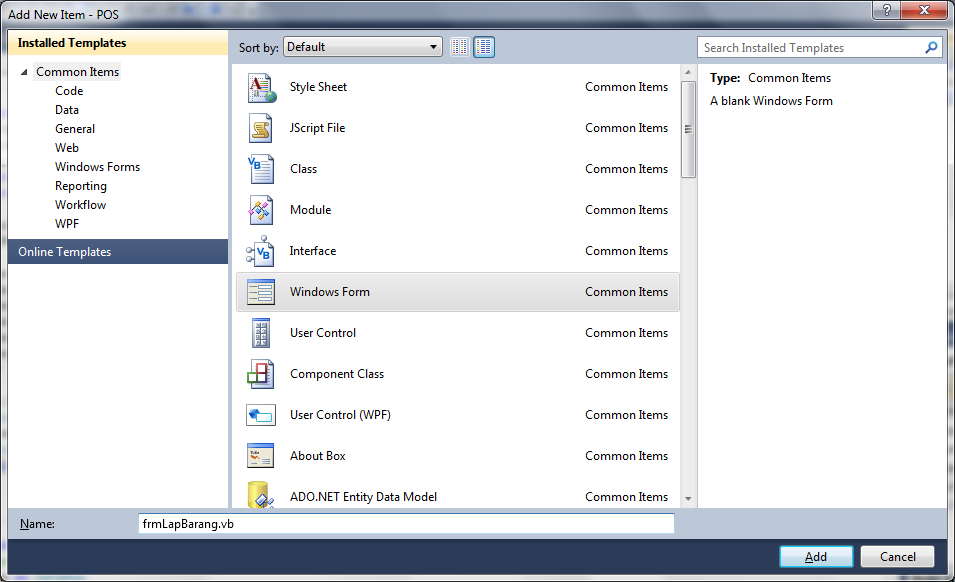 Add New Item - POS
Installed Templates
Common Items
Code
Data
General
Web
Windows Forms
Reporting
Workflow
WPF
Online Templates
Sort by: Default
Style Sheet Common Items
JScript File Common Items
Class Common Items
Module Common Items
Interface Common Items
Windows Form Common Items
User Control Common Items
Component Class Common Items
User Control (WPF) Common Items
About Box Common Items
ADO.NET Entity Data Model Common Items
Search Installed Templates
Type: Common Items
A blank Windows Form
Name: frmLapBarang.vb
Add Cancel